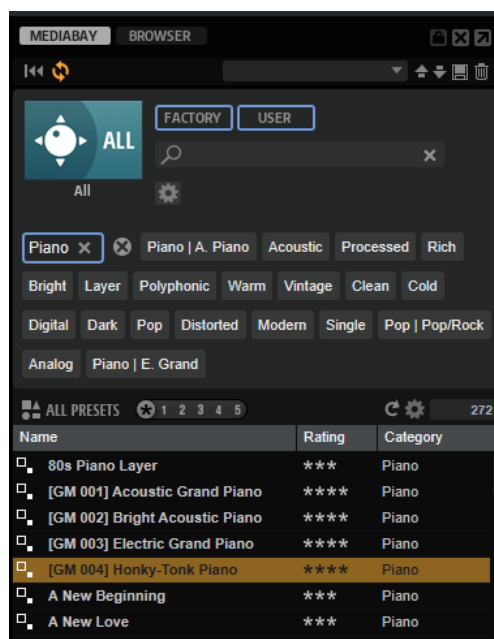 MEDIABAY BROWSER
ALL FACTORY USER
All
Piano Piano | A. Piano Acoustic Processed Rich
Bright Layer Polyphonic Warm Vintage Clean Cold
Digital Dark Pop Distorted Modern Single Pop | Pop/Rock
Analog Piano | E. Grand
ALL PRESETS 1 2 3 4 5 272
Name Rating Category
80s Piano Layer *** Piano
[GM 001] Acoustic Grand Piano **** Piano
[GM 002] Bright Acoustic Piano **** Piano
[GM 003] Electric Grand Piano **** Piano
[GM 004] Honky-Tonk Piano **** Piano
A New Beginning *** Piano
A New Love *** Piano